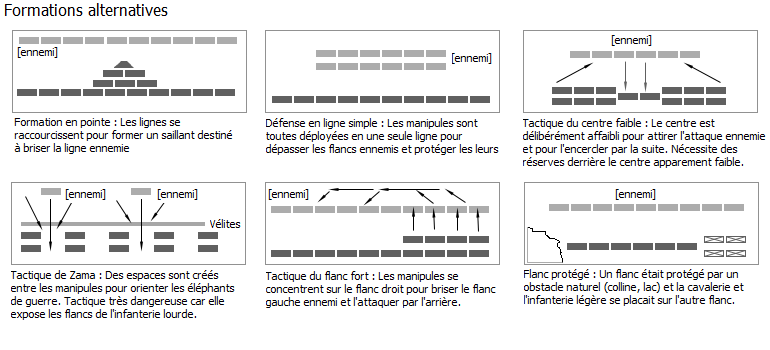 Formations alternatives
[ennemi]
Formation en pointe : Les lignes se
raccourcissent pour former un saillant destiné
à briser la ligne ennemie
[ennemi]
Défense en ligne simple : Les manipules sont
toutes déployées en une seule ligne pour
dépasser les flancs ennemis et protéger les leurs
[ennemi]
Tactique du centre faible : Le centre est
délibérément affaibli pour attirer l'attaque ennemie
et pour l'encercler par la suite. Nécessite des
réserves derrière le centre apparement faible.
[ennemi] [ennemi]
Vélites
Tactique de Zama : Des espaces sont créés
entre les manipules pour orienter les éléphants
de guerre. Tactique très dangereuse car elle
expose les flancs de l'infanterie lourde.
[ennemi]
Tactique du flanc fort : Les manipules se
concentrent sur le flanc droit pour briser le flanc
gauche ennemi et l'attaquer par l'arrière.
[ennemi]
Flanc protégé : Un flanc était protégé par un
obstacle naturel (colline, lac) et la cavalerie et
l'infanterie légère se placait sur l'autre flanc.